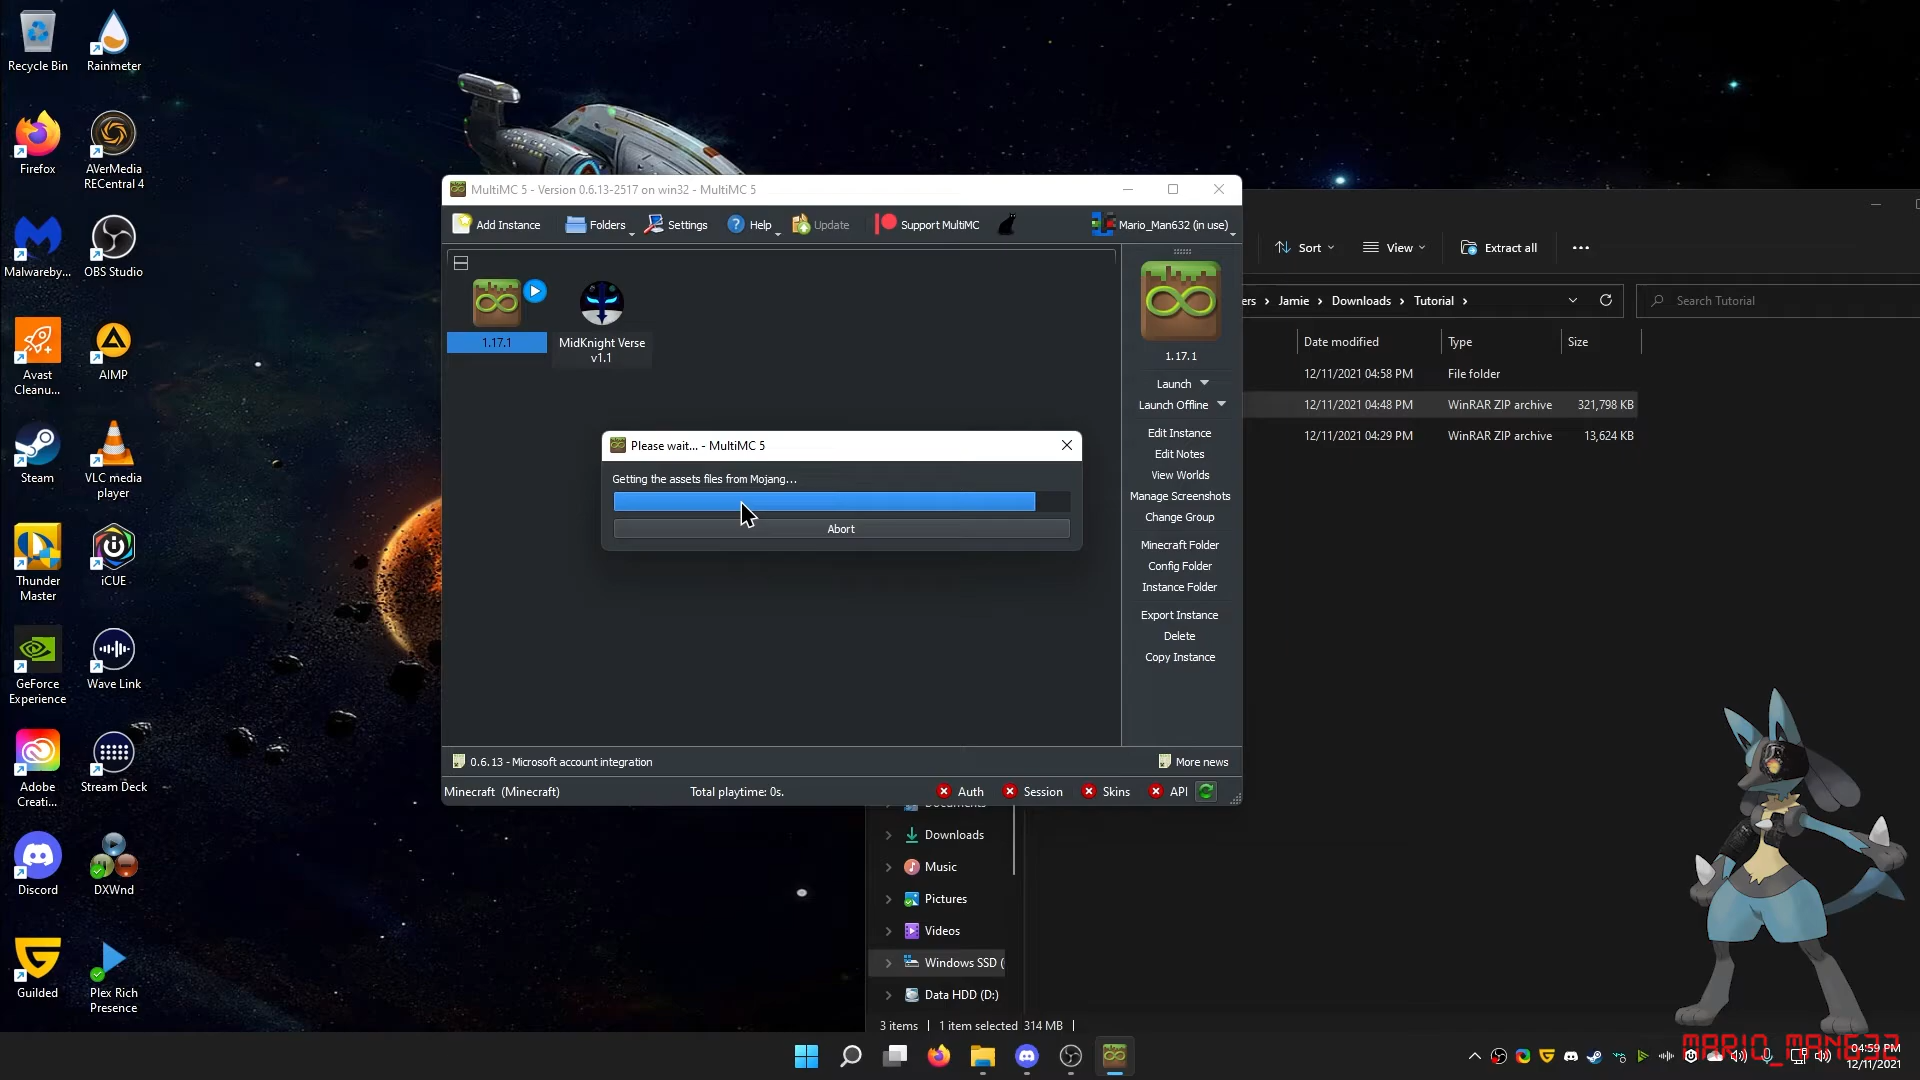 Recycle Bin
Rainmeter
Firefox
AVerMedia
RECentral 4
Malwareby...
OBS Studio
Avast
Cleanu...
AIMP
Steam
VLC media
player
Thunder
Master
iCUE
GeForce
Experience
Wave Link
Adobe
Creati...
Stream Deck
Discord
DXWnd
Guilded
Plex Rich
Presence
MultiMC 5 - Version 0.6.13-2517 on win32 - MultiMC 5
Add Instance
Folders
Settings
Help
Update
Support MultiMC
Mario_Man632 (in use)
1.17.1
MidKnight Verse
v1.1
Please wait... - MultiMC 5
Getting the assets files from Mojang...
Abort
1.17.1
Launch
Launch Offline
Edit Instance
Edit Notes
View Worlds
Manage Screenshots
Change Group
Minecraft Folder
Config Folder
Instance Folder
Export Instance
Delete
Copy Instance
0.6.13 - Microsoft account integration
More news
Minecraft (Minecraft)
Total playtime: 0s.
Auth
Session
Skins
API
Sort
View
Extract all
ers > Jamie > Downloads > Tutorial >
Search Tutorial
Date modified
Type
Size
12/11/2021 04:58 PM File folder
12/11/2021 04:48 PM WinRAR ZIP archive 321,798 KB
12/11/2021 04:29 PM WinRAR ZIP archive 13,624 KB
Documents
Downloads
Music
Pictures
Videos
Windows SSD (
Data HDD (D:)
3 items
1 item selected 314 MB
MARIO_MAN632
04:59 PM
12/11/2021